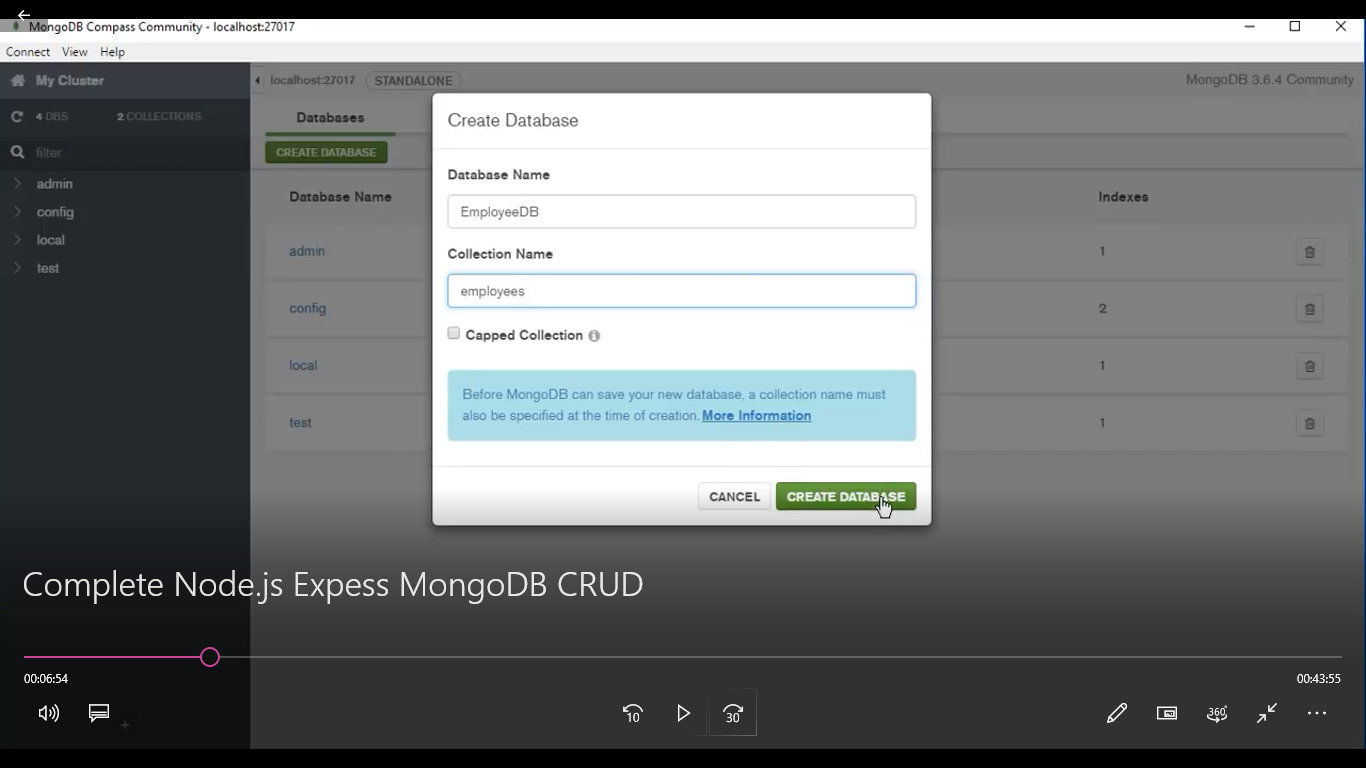 MongoDB Compass Community - localhost:27017
Connect View Help
My Cluster
4 DBS 2 COLLECTIONS
filter
admin
config
local
test
localhost:27017 STANDALONE MongoDB 3.6.4 Community
Databases
CREATE DATABASE
Database Name Indexes
admin 1
config 2
local 1
test 1
Create Database
Database Name
EmployeeDB
Collection Name
employees
Capped Collection
Before MongoDB can save your new database, a collection name must
also be specified at the time of creation. More Information
CANCEL CREATE DATABASE
Complete Node.js Expess MongoDB CRUD
00:06:54 00:43:55
10 30 360°